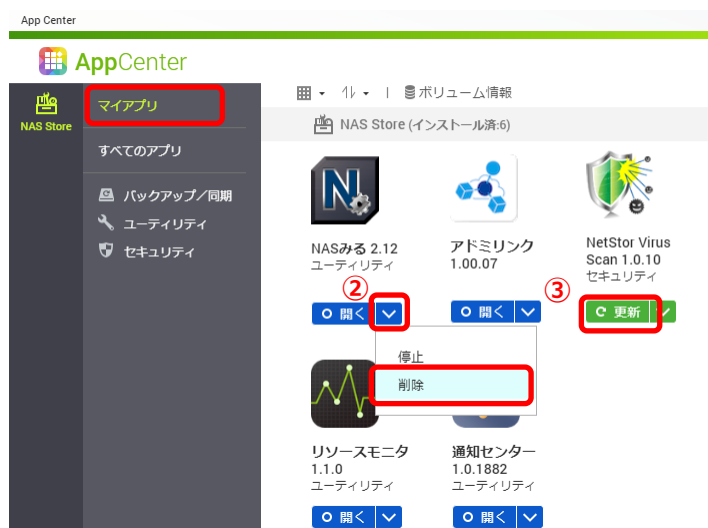 App Center
AppCenter
NAS Store
マイアプリ
すべてのアプリ
バックアップ／同期
ユーティリティ
セキュリティ
ボリューム情報
NAS Store (インストール済:6)
NASみる 2.12
ユーティリティ
② 開く
アドミリンク
1.00.07
開く
NetStor Virus
Scan 1.0.10
セキュリティ
③ 更新
停止
削除
リソースモニタ
1.1.0
ユーティリティ
開く
通知センター
1.0.1882
ユーティリティ
開く